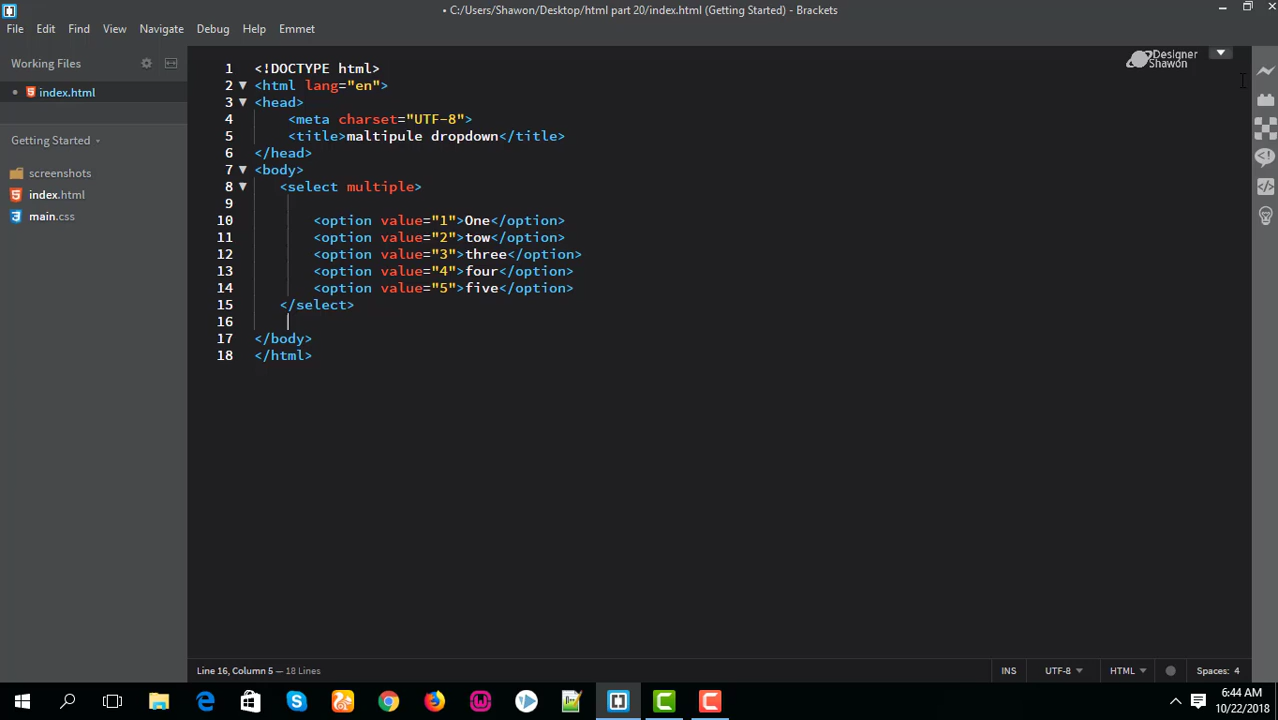 • C:/Users/Shawon/Desktop/html part 20/index.html (Getting Started) - Brackets
File Edit Find View Navigate Debug Help Emmet
Working Files
• index.html
Getting Started
screenshots
index.html
main.css
Designer
Shawon
1 <!DOCTYPE html>
2 <html lang="en">
3 <head>
4 <meta charset="UTF-8">
5 <title>maltipule dropdown</title>
6 </head>
7 <body>
8 <select multiple>
9
10 <option value="1">One</option>
11 <option value="2">tow</option>
12 <option value="3">three</option>
13 <option value="4">four</option>
14 <option value="5">five</option>
15 </select>
16
17 </body>
18 </html>
Line 16, Column 5 — 18 Lines
INS UTF-8 HTML Spaces: 4
6:44 AM
10/22/2018